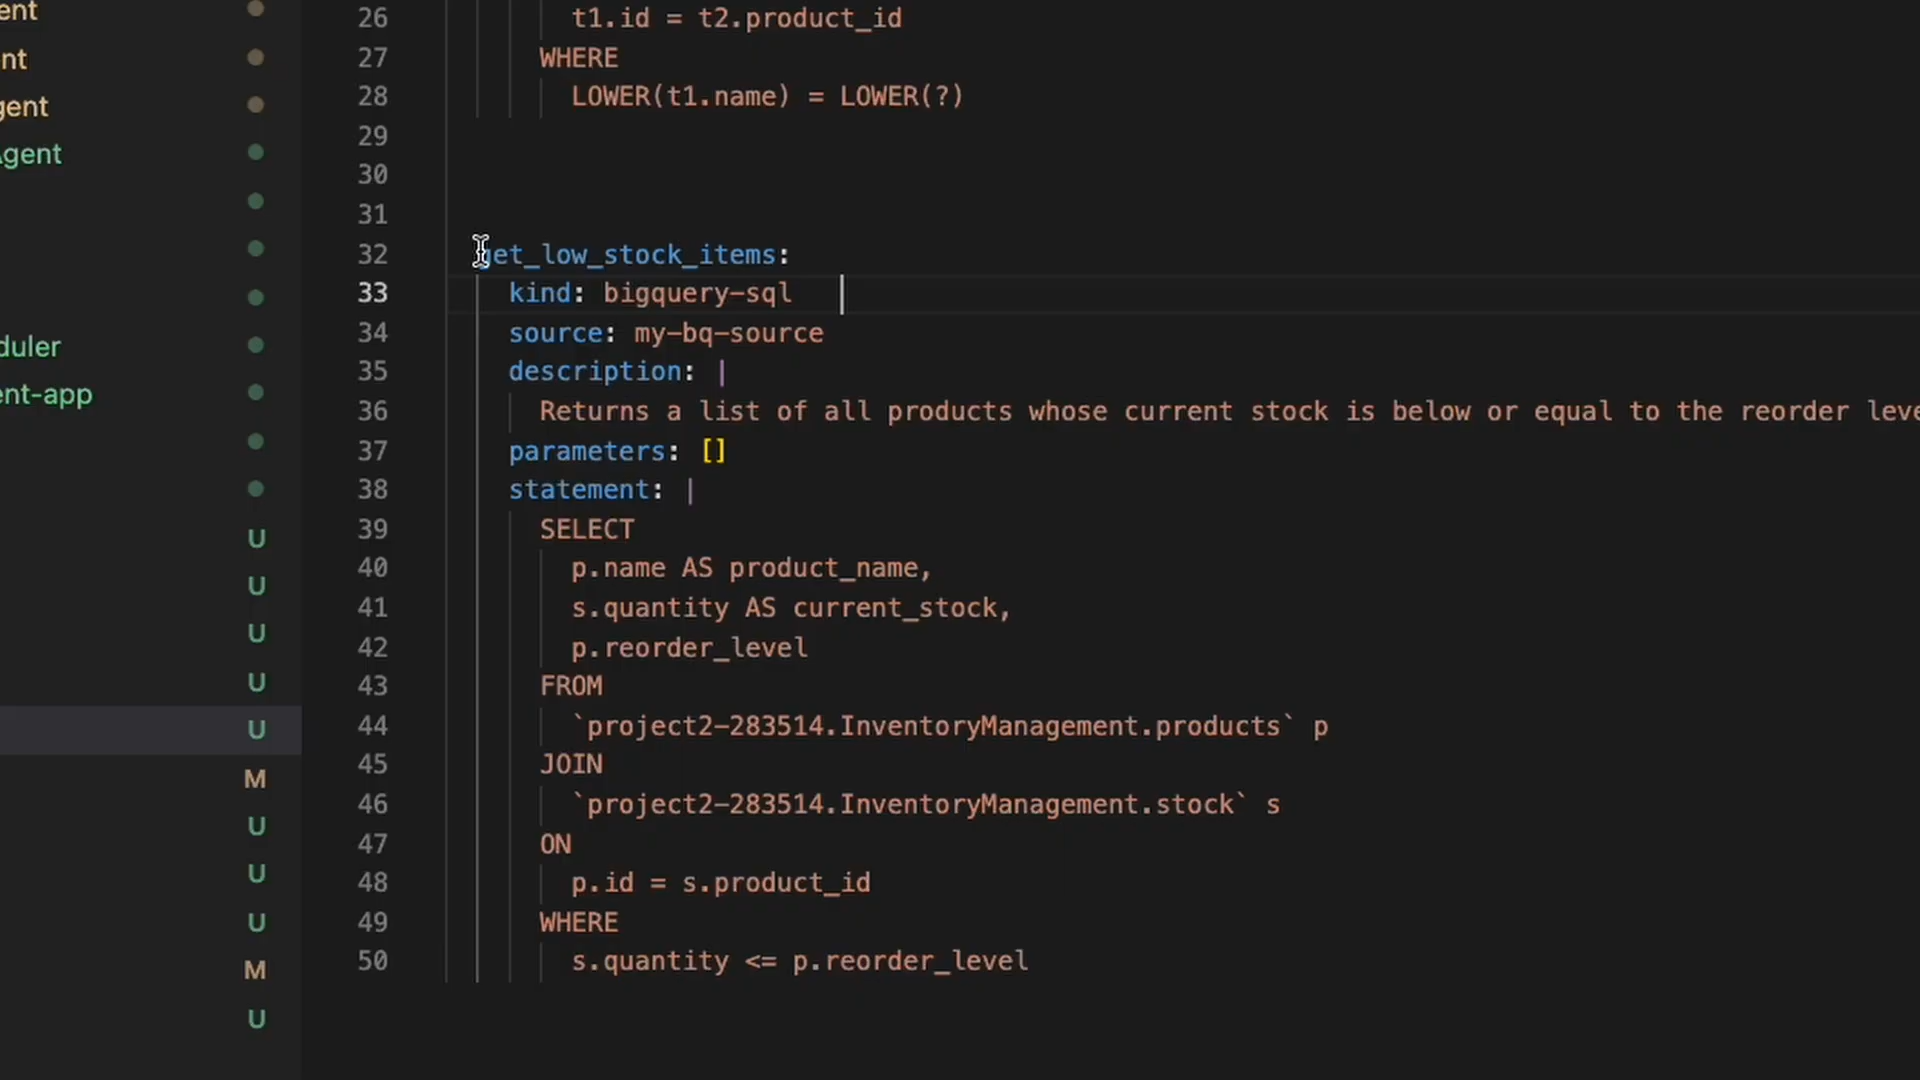 ent
nt
gent
Agent
duler
ent-app
U
U
U
U
U
M
U
U
U
M
U
26 t1.id = t2.product_id
27 WHERE
28 LOWER(t1.name) = LOWER(?)
29
30
31
32 get_low_stock_items:
33 kind: bigquery-sql
34 source: my-bq-source
35 description: |
36 Returns a list of all products whose current stock is below or equal to the reorder leve
37 parameters: []
38 statement: |
39 SELECT
40 p.name AS product_name,
41 s.quantity AS current_stock,
42 p.reorder_level
43 FROM
44 `project2-283514.InventoryManagement.products` p
45 JOIN
46 `project2-283514.InventoryManagement.stock` s
47 ON
48 p.id = s.product_id
49 WHERE
50 s.quantity <= p.reorder_level